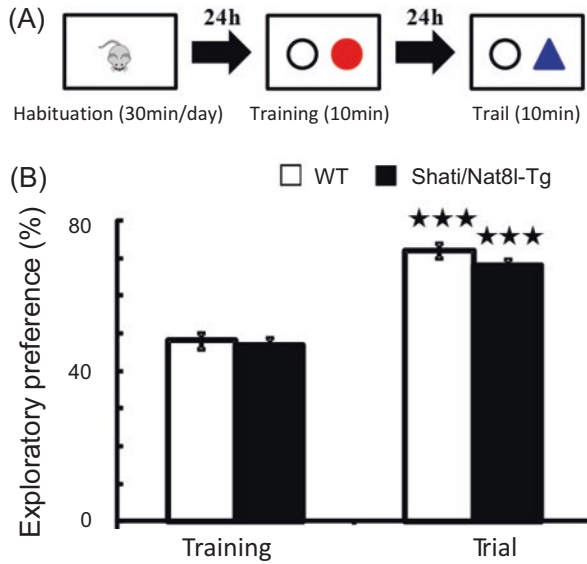 (A)
24h
24h
Habituation (30min/day)
Training (10min)
Trail (10min)
(B)
WT
Shati/Nat8l-Tg
Exploratory preference (%)
80
40
0
★★★
★★★
Training
Trial